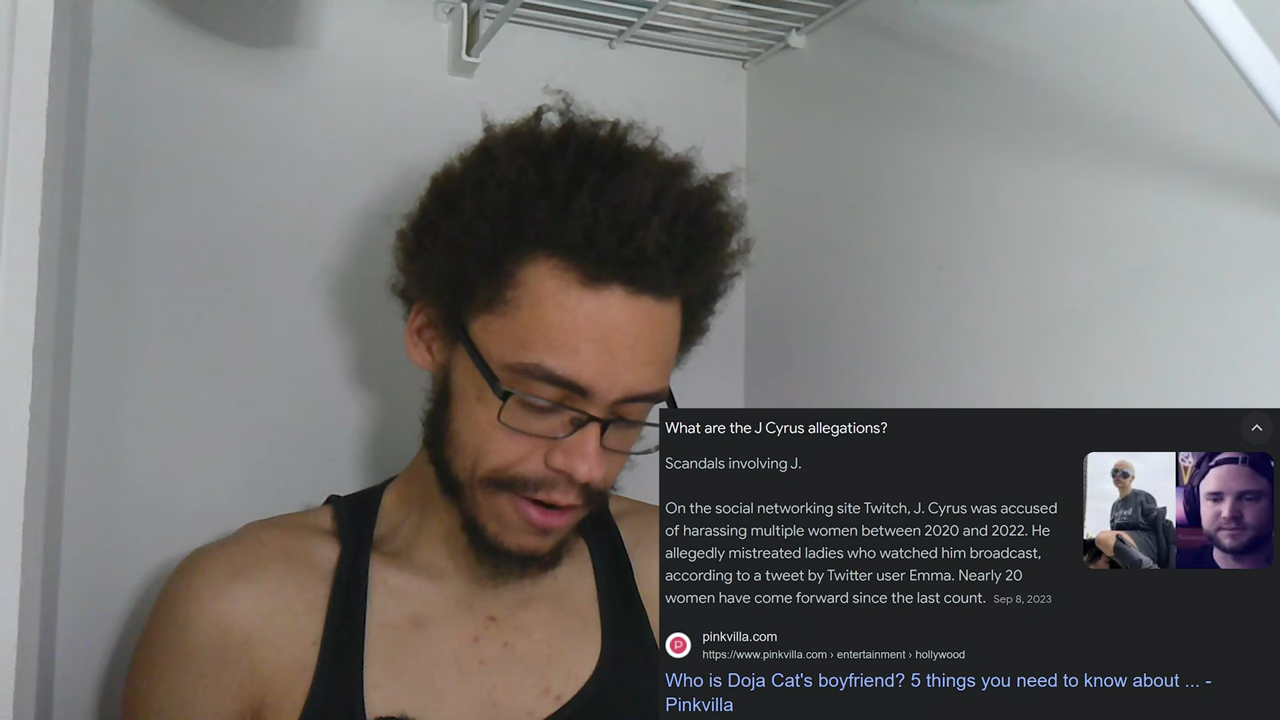 What are the J Cyrus allegations?
Scandals involving J.
On the social networking site Twitch, J. Cyrus was accused
of harassing multiple women between 2020 and 2022. He
allegedly mistreated ladies who watched him broadcast,
according to a tweet by Twitter user Emma. Nearly 20
women have come forward since the last count. Sep 8, 2023
P
pinkvilla.com
https://www.pinkvilla.com › entertainment › hollywood
Who is Doja Cat's boyfriend? 5 things you need to know about ... -
Pinkvilla